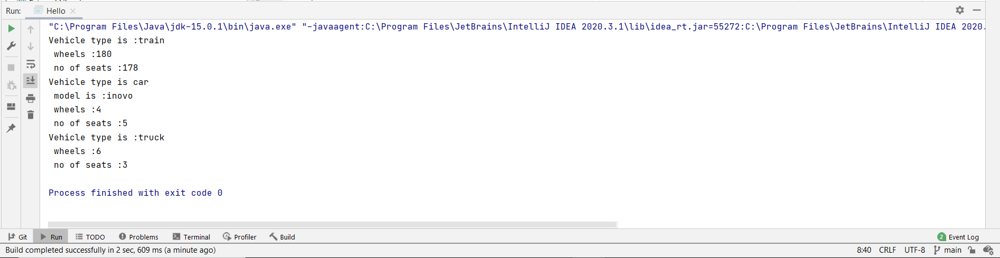 Run: Hello
"C:\Program Files\Java\jdk-15.0.1\bin\java.exe" "-javaagent:C:\Program Files\JetBrains\IntelliJ IDEA 2020.3.1\lib\idea_rt.jar=55272:C:\Program Files\JetBrains\IntelliJ IDEA 2020.
Vehicle type is :train
 wheels :180
 no of seats :178
Vehicle type is car
 model is :inovo
 wheels :4
 no of seats :5
Vehicle type is :truck
 wheels :6
 no of seats :3
Process finished with exit code 0
Git Run TODO Problems Terminal Profiler Build 2 Event Log
Build completed successfully in 2 sec, 609 ms (a minute ago) 8:40 CRLF UTF-8 main